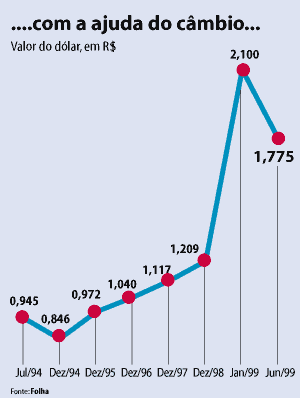 ....com a ajuda do câmbio...
Valor do dólar, em R$
2,100
1,775
1,209
1,117
1,040
0,972
0,945
0,846
Jul/94 Dez/94 Dez/95 Dez/96 Dez/97 Dez/98 Jan/99 Jun/99
Fonte: Folha